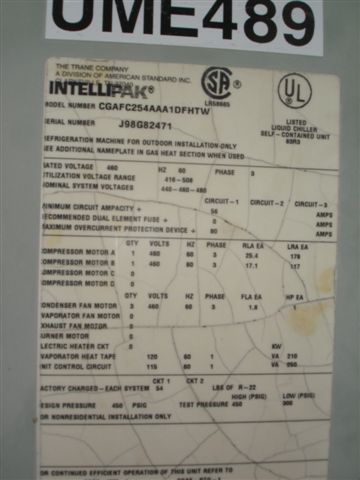 UME489
THE TRANE COMPANY
A DIVISION OF AMERICAN STANDARD INC.
INTELLIPAK
SA
LR58665
UL
MODEL NUMBER CGAFC254AAA1DFHTW
SERIAL NUMBER J98G82471
LISTED
LIQUID CHILLER
SELF-CONTAINED UNIT
REFRIGERATION MACHINE FOR OUTDOOR INSTALLATION-ONLY
SEE ADDITIONAL NAMEPLATE IN GAS HEAT SECTION WHEN USED
RATED VOLTAGE 460 HZ 60 PHASE 3
UTILIZATION VOLTAGE RANGE 416-508
NOMINAL SYSTEM VOLTAGES 440-460-480
CIRCUIT-1 CIRCUIT-2 CIRCUIT-3
MINIMUM CIRCUIT AMPACITY + 56 AMPS
RECOMMENDED DUAL ELEMENT FUSE + 0 AMPS
MAXIMUM OVERCURRENT PROTECTION DEVICE + 80 AMPS
QTY VOLTS HZ PHASE RLA EA LRA EA
COMPRESSOR MOTOR A 1 460 60 3 25.4 178
COMPRESSOR MOTOR B 1 460 60 3 17.1 117
COMPRESSOR MOTOR C 0
COMPRESSOR MOTOR D 0
QTY VOLTS HZ PHASE FLA EA HP EA
CONDENSER FAN MOTOR 3 460 60 3 1.8 1
EVAPORATOR FAN MOTOR 0
EXHAUST FAN MOTOR 0
BURNER MOTOR 0
ELECTRIC HEATER CKT 0 KW
EVAPORATOR HEAT TAPE 120 60 1 VA 210
UNIT CONTROL CIRCUIT 115 60 1 VA
CKT 1 CKT 2
FACTORY CHARGED-EACH SYSTEM 54 LBS OF R-22
HIGH (PSIG) LOW (PSIG)
DESIGN PRESSURE 450 PSIG TEST PRESSURE 450 300
FOR NONRESIDENTIAL INSTALLATION ONLY
FOR CONTINUED EFFICIENT OPERATION OF THIS UNIT REFER TO